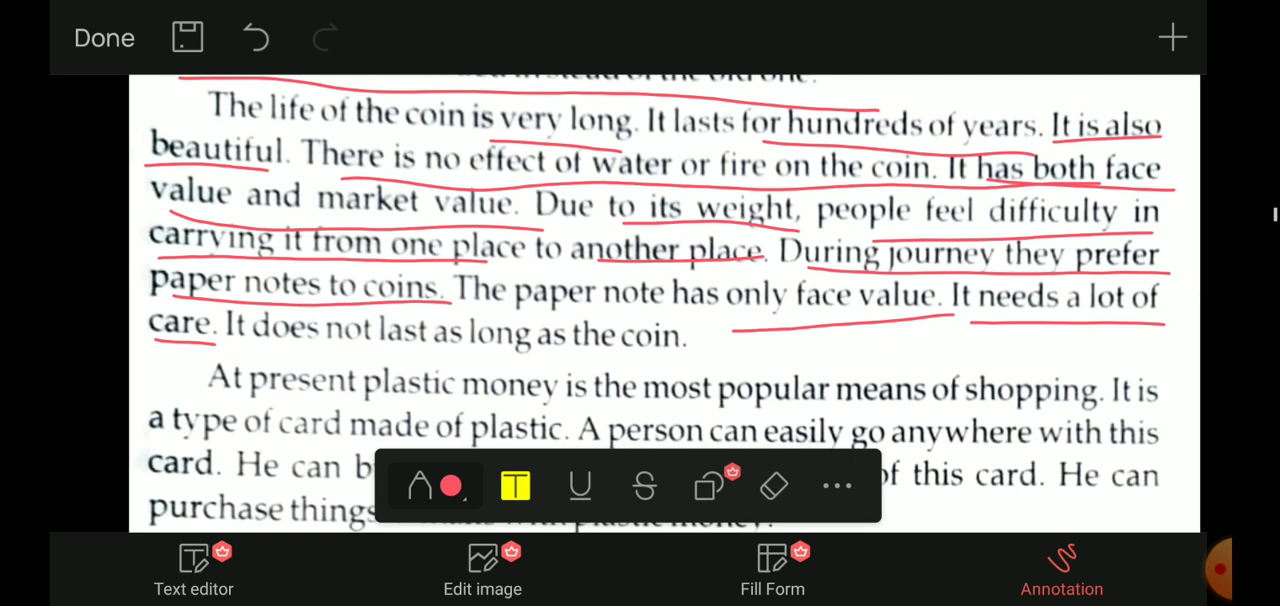 Done
The life of the coin is very long. It lasts for hundreds of years. It is also
beautiful. There is no effect of water or fire on the coin. It has both face
value and market value. Due to its weight, people feel difficulty in
carrying it from one place to another place. During journey they prefer
paper notes to coins. The paper note has only face value. It needs a lot of
care. It does not last as long as the coin.
At present plastic money is the most popular means of shopping. It is
a type of card made of plastic. A person can easily go anywhere with this
card. He can of this card. He can
purchase things
Text editor
Edit image
Fill Form
Annotation